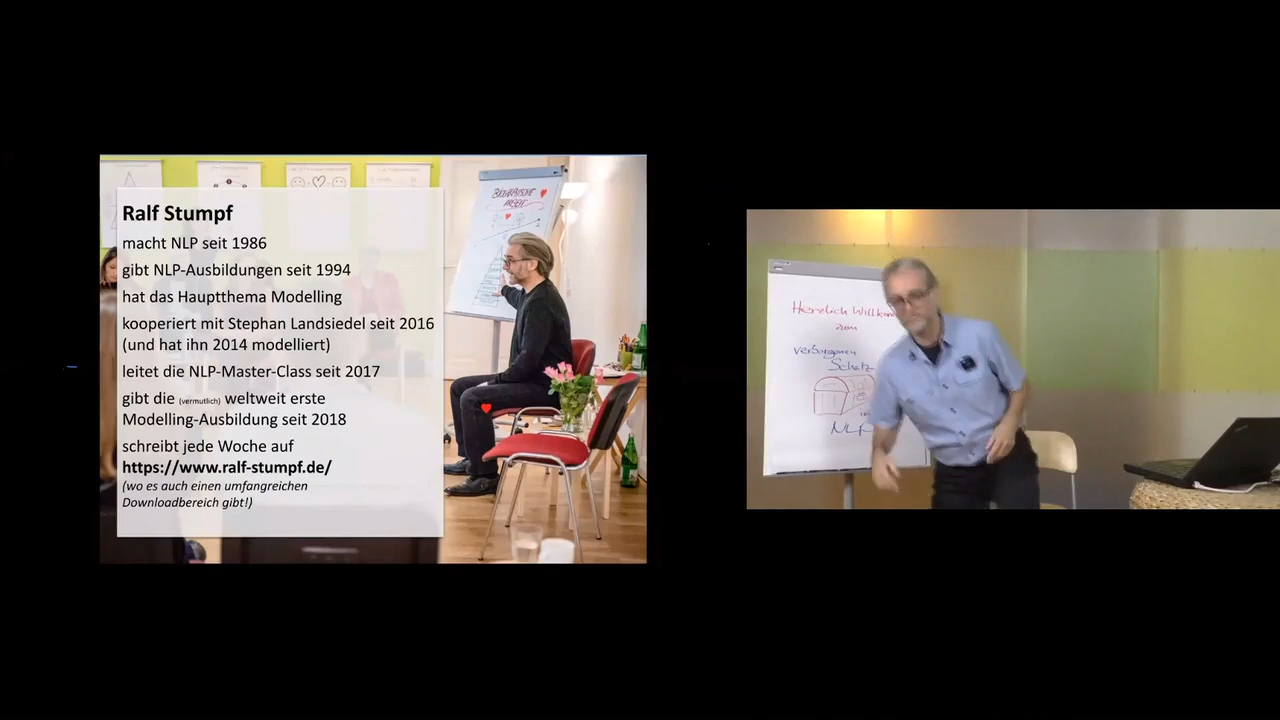 Ralf Stumpf
macht NLP seit 1986
gibt NLP-Ausbildungen seit 1994
hat das Hauptthema Modelling
kooperiert mit Stephan Landsiedel seit 2016
(und hat ihn 2014 modelliert)
leitet die NLP-Master-Class seit 2017
gibt die (vermutlich) weltweit erste
Modelling-Ausbildung seit 2018
schreibt jede Woche auf
https://www.ralf-stumpf.de/
(wo es auch einen umfangreichen
Downloadbereich gibt!)
ARBEIT
Herzlich Willkom
zum
verborgenen
Schatz
NLP